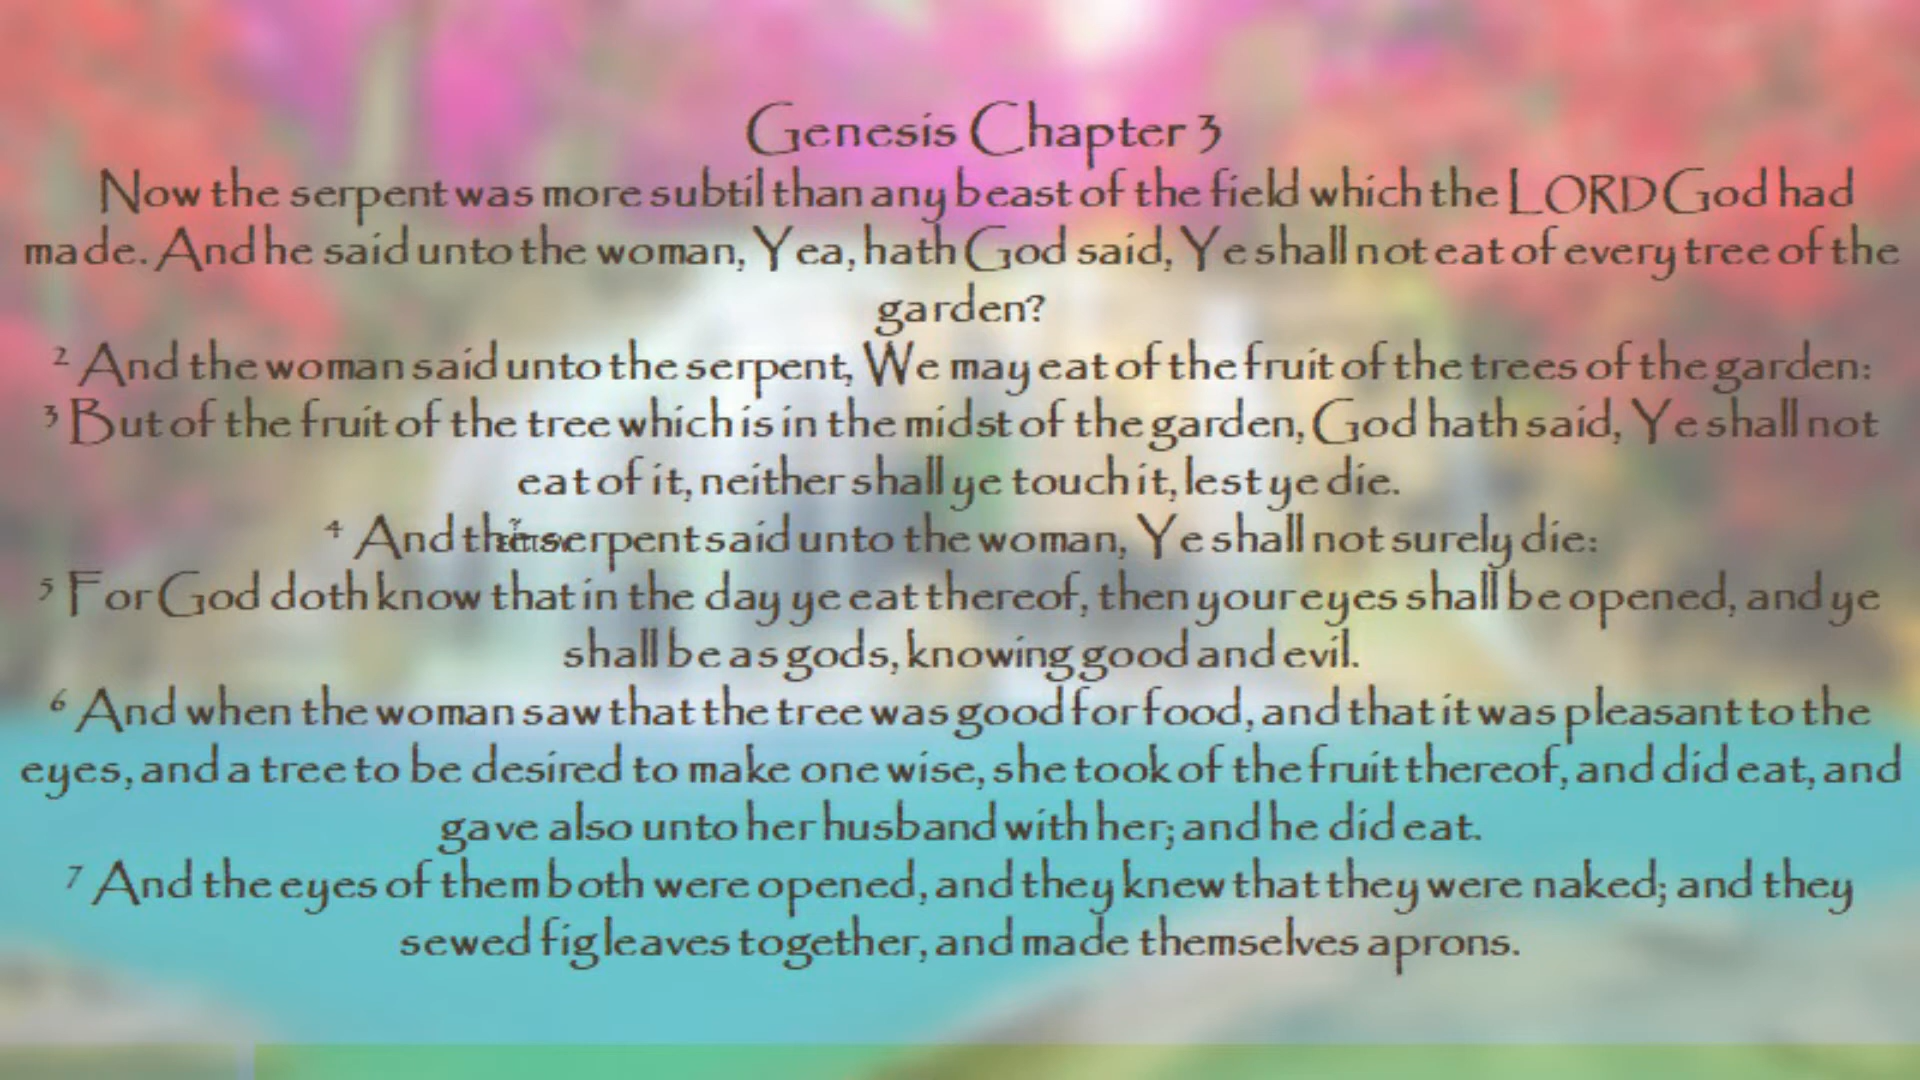 Genesis Chapter 3
Now the serpent was more subtil than any beast of the field which the LORD God had
made. And he said unto the woman, Yea, hath God said, Ye shall not eat of every tree of the
garden?
2 And the woman said unto the serpent, We may eat of the fruit of the trees of the garden:
3 But of the fruit of the tree which is in the midst of the garden, God hath said, Ye shall not
eat of it, neither shall ye touch it, lest ye die.
4 And the serpent said unto the woman, Ye shall not surely die:
5 For God doth know that in the day ye eat thereof, then your eyes shall be opened, and ye
shall be as gods, knowing good and evil.
6 And when the woman saw that the tree was good for food, and that it was pleasant to the
eyes, and a tree to be desired to make one wise, she took of the fruit thereof, and did eat, and
gave also unto her husband with her; and he did eat.
7 And the eyes of them both were opened, and they knew that they were naked; and they
sewed fig leaves together, and made themselves aprons.